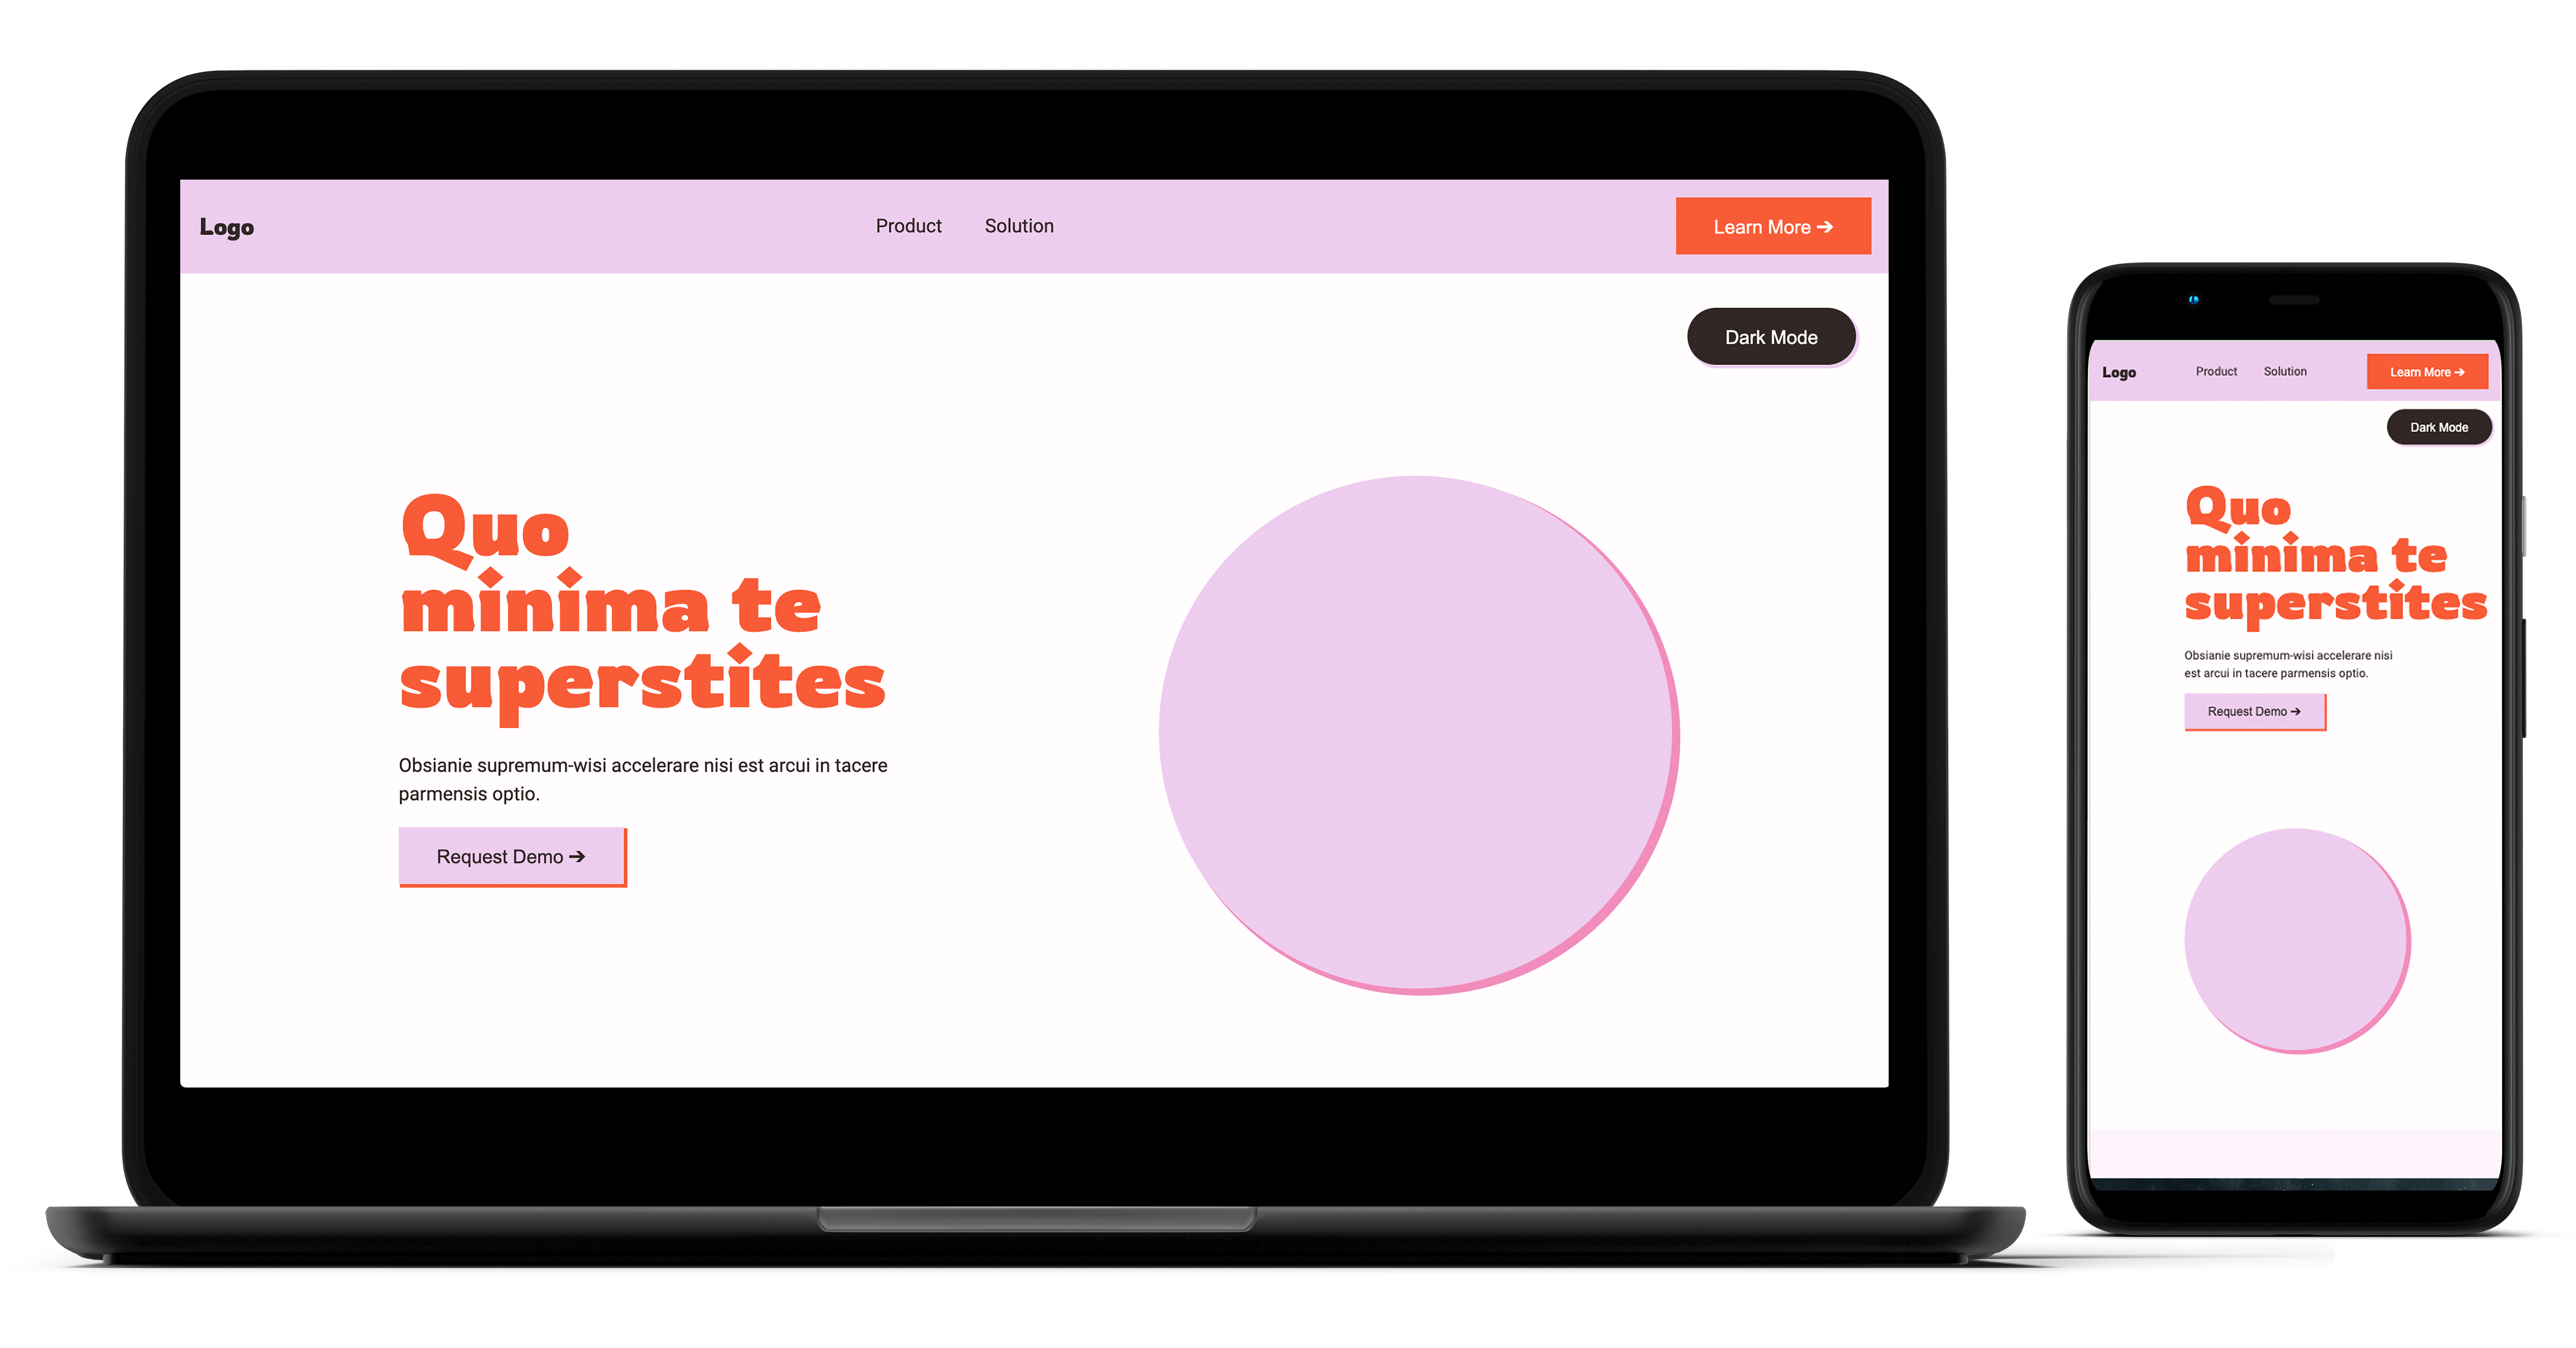 Logo
Product
Solution
Learn More ➔
Dark Mode
Quo
minima te
superstites
Obsianie supremum-wisi accelerare nisi est arcui in tacere
parmensis optio.
Request Demo ➔
Logo
Product
Solution
Learn More ➔
Dark Mode
Quo
minima te
superstites
Obsianie supremum-wisi accelerare nisi
est arcui in tacere parmensis optio.
Request Demo ➔